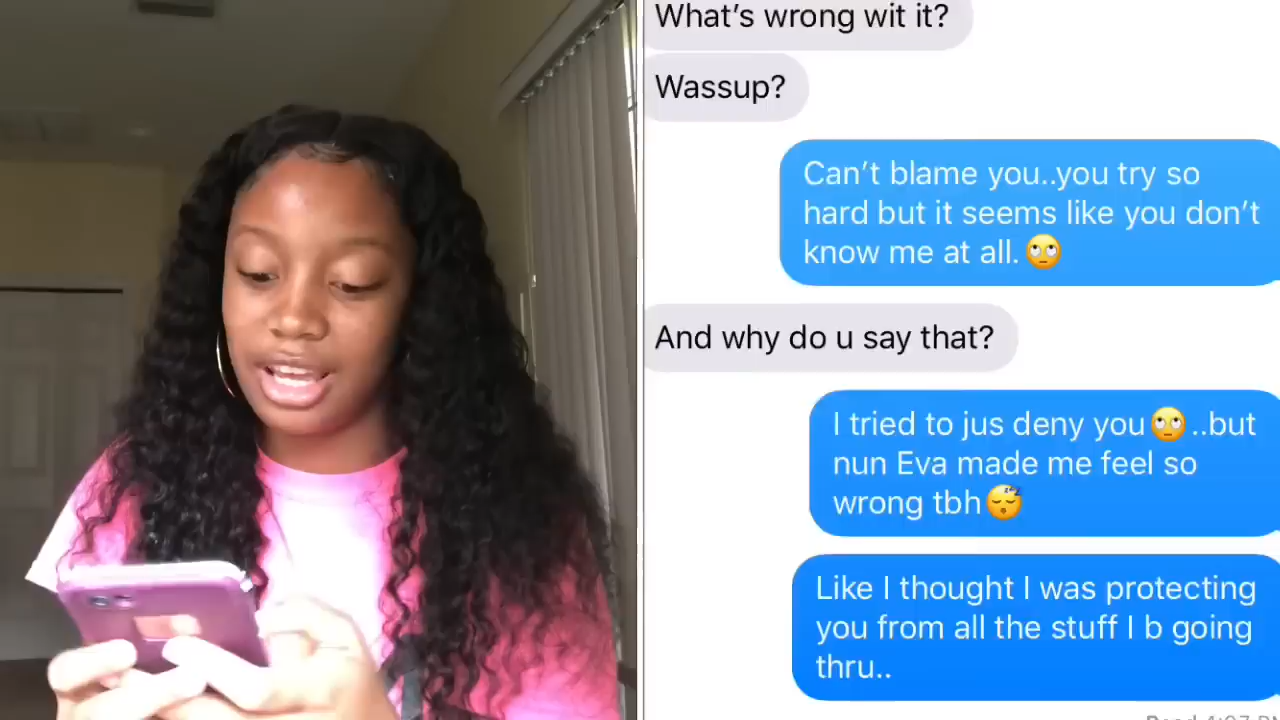 What's wrong wit it?
Wassup?
Can't blame you..you try so
hard but it seems like you don't
know me at all.🙄
And why do u say that?
I tried to jus deny you🙄..but
nun Eva made me feel so
wrong tbh😴
Like I thought I was protecting
you from all the stuff I b going
thru..